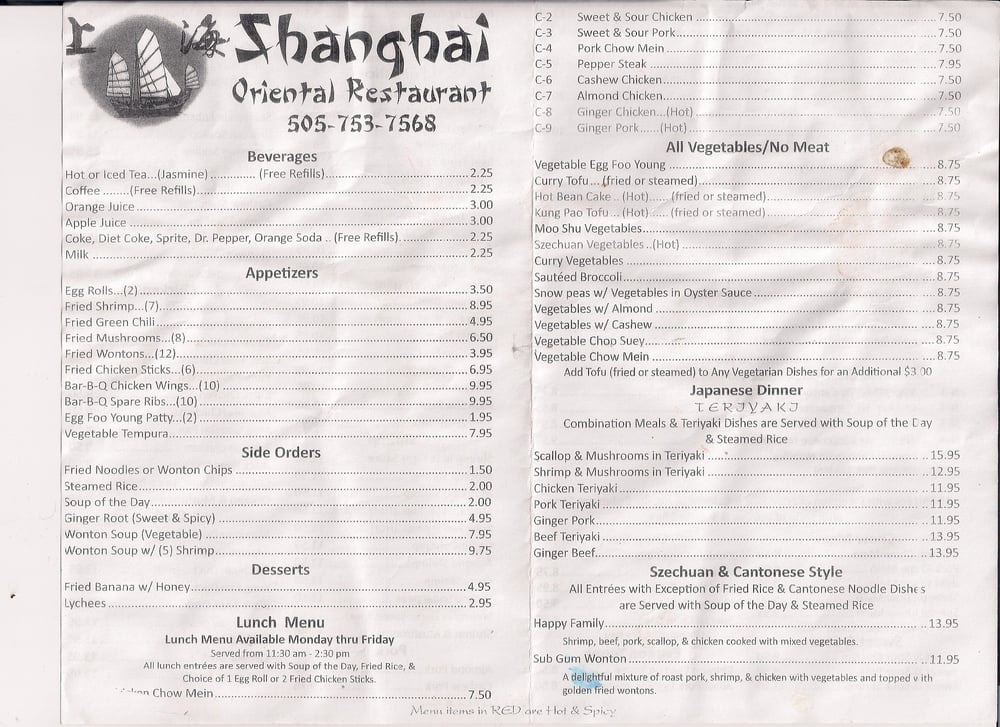 上 海 Shanghai
Oriental Restaurant
505-753-7568
Beverages
Hot or Iced Tea...(Jasmine) .............. (Free Refills) 2.25
Coffee ........(Free Refills) 2.25
Orange Juice 3.00
Apple Juice 3.00
Coke, Diet Coke, Sprite, Dr. Pepper, Orange Soda .. (Free Refills) 2.25
Milk 2.25
Appetizers
Egg Rolls...(2) 3.50
Fried Shrimp...(7) 8.95
Fried Green Chili 4.95
Fried Mushrooms...(8) 6.50
Fried Wontons...(12) 3.95
Fried Chicken Sticks...(6) 6.95
Bar-B-Q Chicken Wings...(10) 9.95
Bar-B-Q Spare Ribs...(10) 9.95
Egg Foo Young Patty...(2) 1.95
Vegetable Tempura 7.95
Side Orders
Fried Noodles or Wonton Chips 1.50
Steamed Rice 2.00
Soup of the Day 2.00
Ginger Root (Sweet & Spicy) 4.95
Wonton Soup (Vegetable) 7.95
Wonton Soup w/ (5) Shrimp 9.75
Desserts
Fried Banana w/ Honey 4.95
Lychees 2.95
Lunch Menu
Lunch Menu Available Monday thru Friday
Served from 11:30 am - 2:30 pm
All lunch entrées are served with Soup of the Day, Fried Rice, &
Choice of 1 Egg Roll or 2 Fried Chicken Sticks.
Chow Mein 7.50
C-2 Sweet & Sour Chicken 7.50
C-3 Sweet & Sour Pork 7.50
C-4 Pork Chow Mein 7.50
C-5 Pepper Steak 7.95
C-6 Cashew Chicken 7.50
C-7 Almond Chicken 7.50
C-8 Ginger Chicken...(Hot) 7.50
C-9 Ginger Pork.....(Hot) 7.50
All Vegetables/No Meat
Vegetable Egg Foo Young 8.75
Curry Tofu... (fried or steamed) 8.75
Hot Bean Cake .. (Hot)..... (fried or steamed) 8.75
Kung Pao Tofu ... (Hot) ..... (fried or steamed) 8.75
Moo Shu Vegetables 8.75
Szechuan Vegetables ..(Hot) 8.75
Curry Vegetables 8.75
Sautéed Broccoli 8.75
Snow peas w/ Vegetables in Oyster Sauce 8.75
Vegetables w/ Almond 8.75
Vegetables w/ Cashew 8.75
Vegetable Chop Suey 8.75
Vegetable Chow Mein 8.75
Add Tofu (fried or steamed) to Any Vegetarian Dishes for an Additional $3.00
Japanese Dinner
TERIYAKI
Combination Meals & Teriyaki Dishes are Served with Soup of the Day
& Steamed Rice
Scallop & Mushrooms in Teriyaki 15.95
Shrimp & Mushrooms in Teriyaki 12.95
Chicken Teriyaki 11.95
Pork Teriyaki 11.95
Ginger Pork 11.95
Beef Teriyaki 13.95
Ginger Beef 13.95
Szechuan & Cantonese Style
All Entrées with Exception of Fried Rice & Cantonese Noodle Dishes
are Served with Soup of the Day & Steamed Rice
Happy Family 13.95
Shrimp, beef, pork, scallop, & chicken cooked with mixed vegetables.
Sub Gum Wonton 11.95
A delightful mixture of roast pork, shrimp, & chicken with vegetables and topped with
golden fried wontons.
Menu items in RED are Hot & Spicy